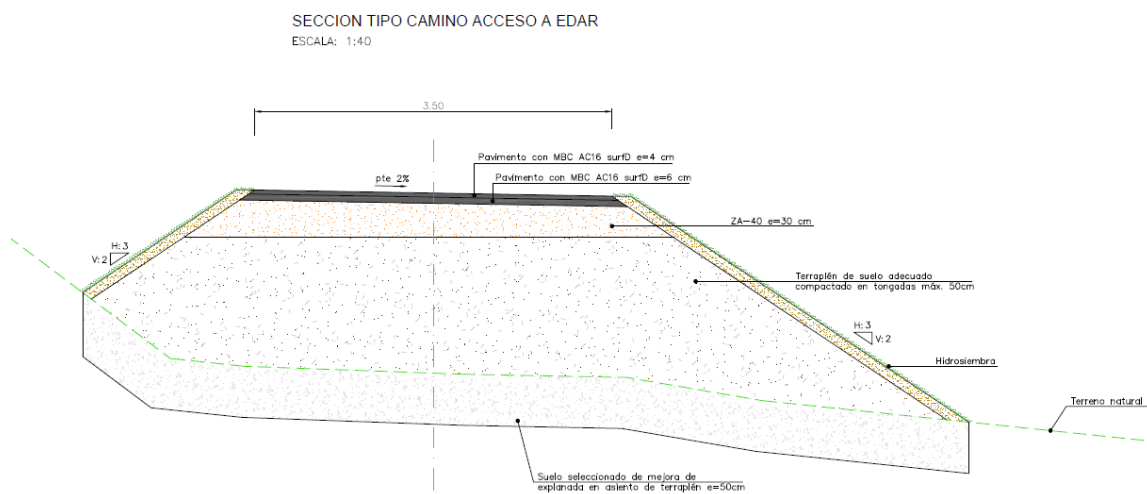 SECCION TIPO CAMINO ACCESO A EDAR
ESCALA: 1:40
3.50
Pavimento con MBC AC16 surfD e=4 cm
pte 2%
Pavimento con MBC AC16 surfD e=6 cm
ZA-40 e=30 cm
H:3
V:2
Terraplén de suelo adecuado
compactado en tongadas máx. 50cm
H:3
V:2
Hidrosiembra
Terreno natural
Suelo seleccionado de mejora de
explanada en asiento de terraplén e=50cm